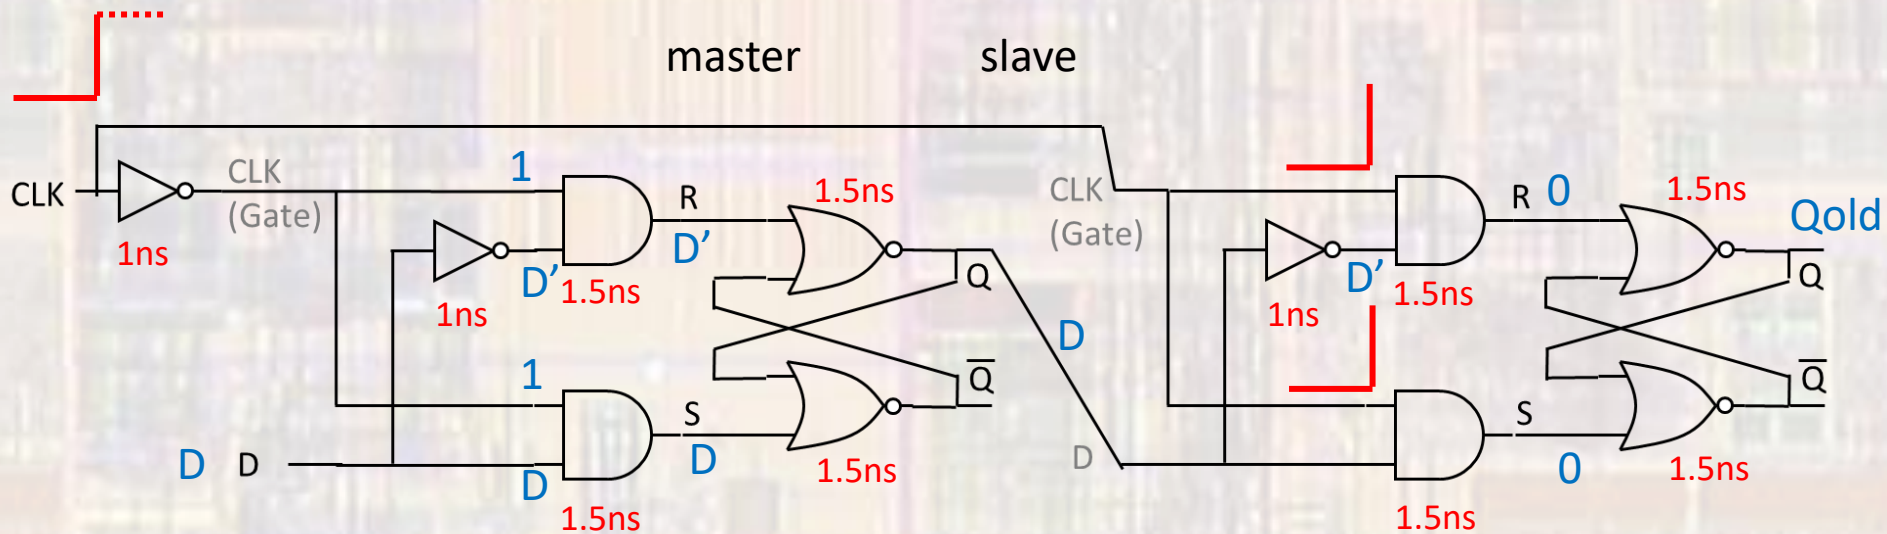 master
slave
CLK
CLK
(Gate)
1ns
1
D'
1ns
1.5ns
R
D'
1.5ns
Q
1
D
D
D
1.5ns
S
D
1.5ns
Q
D
CLK
(Gate)
D
1ns
D'
1.5ns
R
0
1.5ns
Qold
Q
1.5ns
S
0
1.5ns
Q